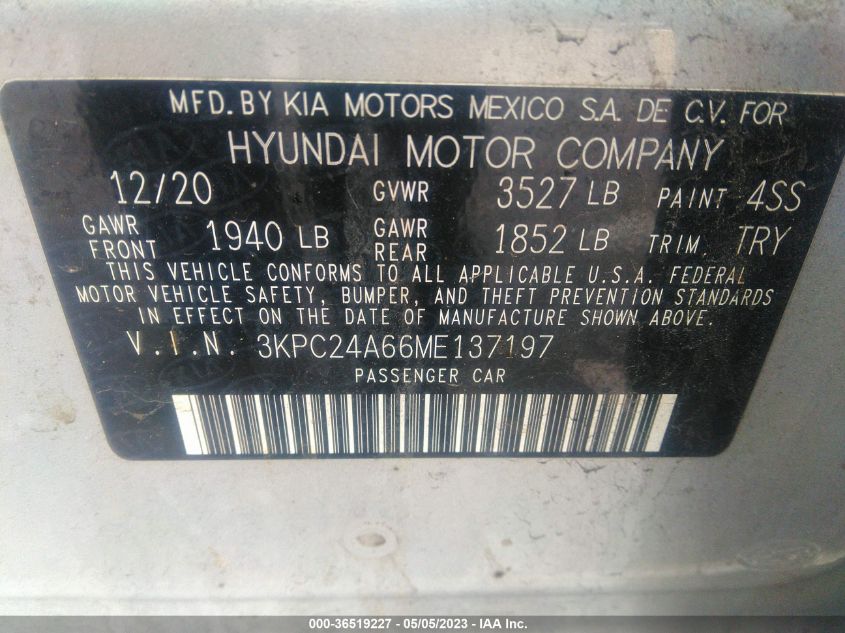 MFD. BY KIA MOTORS MEXICO S.A. DE C.V. FOR
HYUNDAI MOTOR COMPANY
12/20 GVWR 3527 LB PAINT 4SS
GAWR FRONT 1940 LB GAWR REAR 1852 LB TRIM. TRY
THIS VEHICLE CONFORMS TO ALL APPLICABLE U.S.A. FEDERAL
MOTOR VEHICLE SAFETY, BUMPER, AND THEFT PREVENTION STANDARDS
IN EFFECT ON THE DATE OF MANUFACTURE SHOWN ABOVE.
V.I.N. 3KPC24A66ME137197
PASSENGER CAR
000-36519227 - 05/05/2023 - IAA Inc.